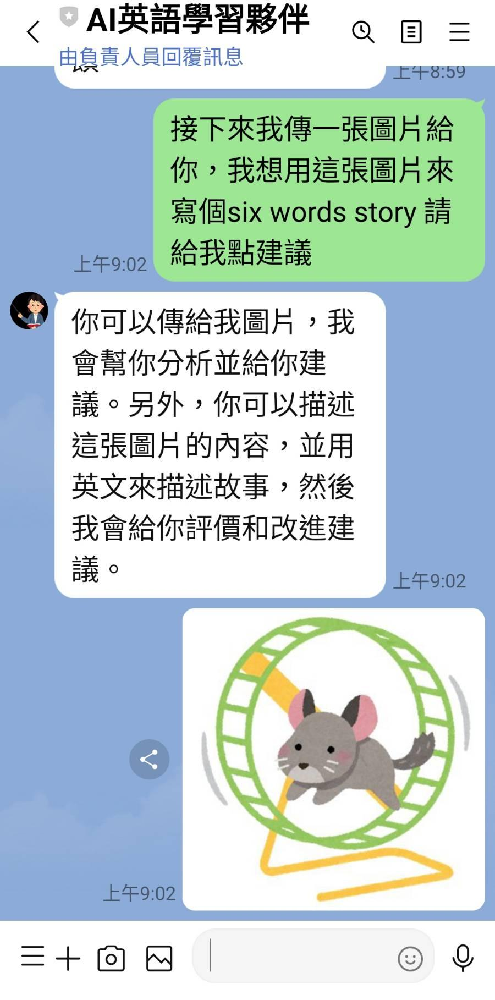 AI英語學習夥伴
由負責人員回覆訊息
上午8:59
接下來我傳一張圖片給
你，我想用這張圖片來
寫個six words story 請
給我點建議
上午9:02
你可以傳給我圖片，我
會幫你分析並給你建
議。另外，你可以描述
這張圖片的內容，並用
英文來描述故事，然後
我會給你評價和改進建
議。
上午9:02
上午9:02